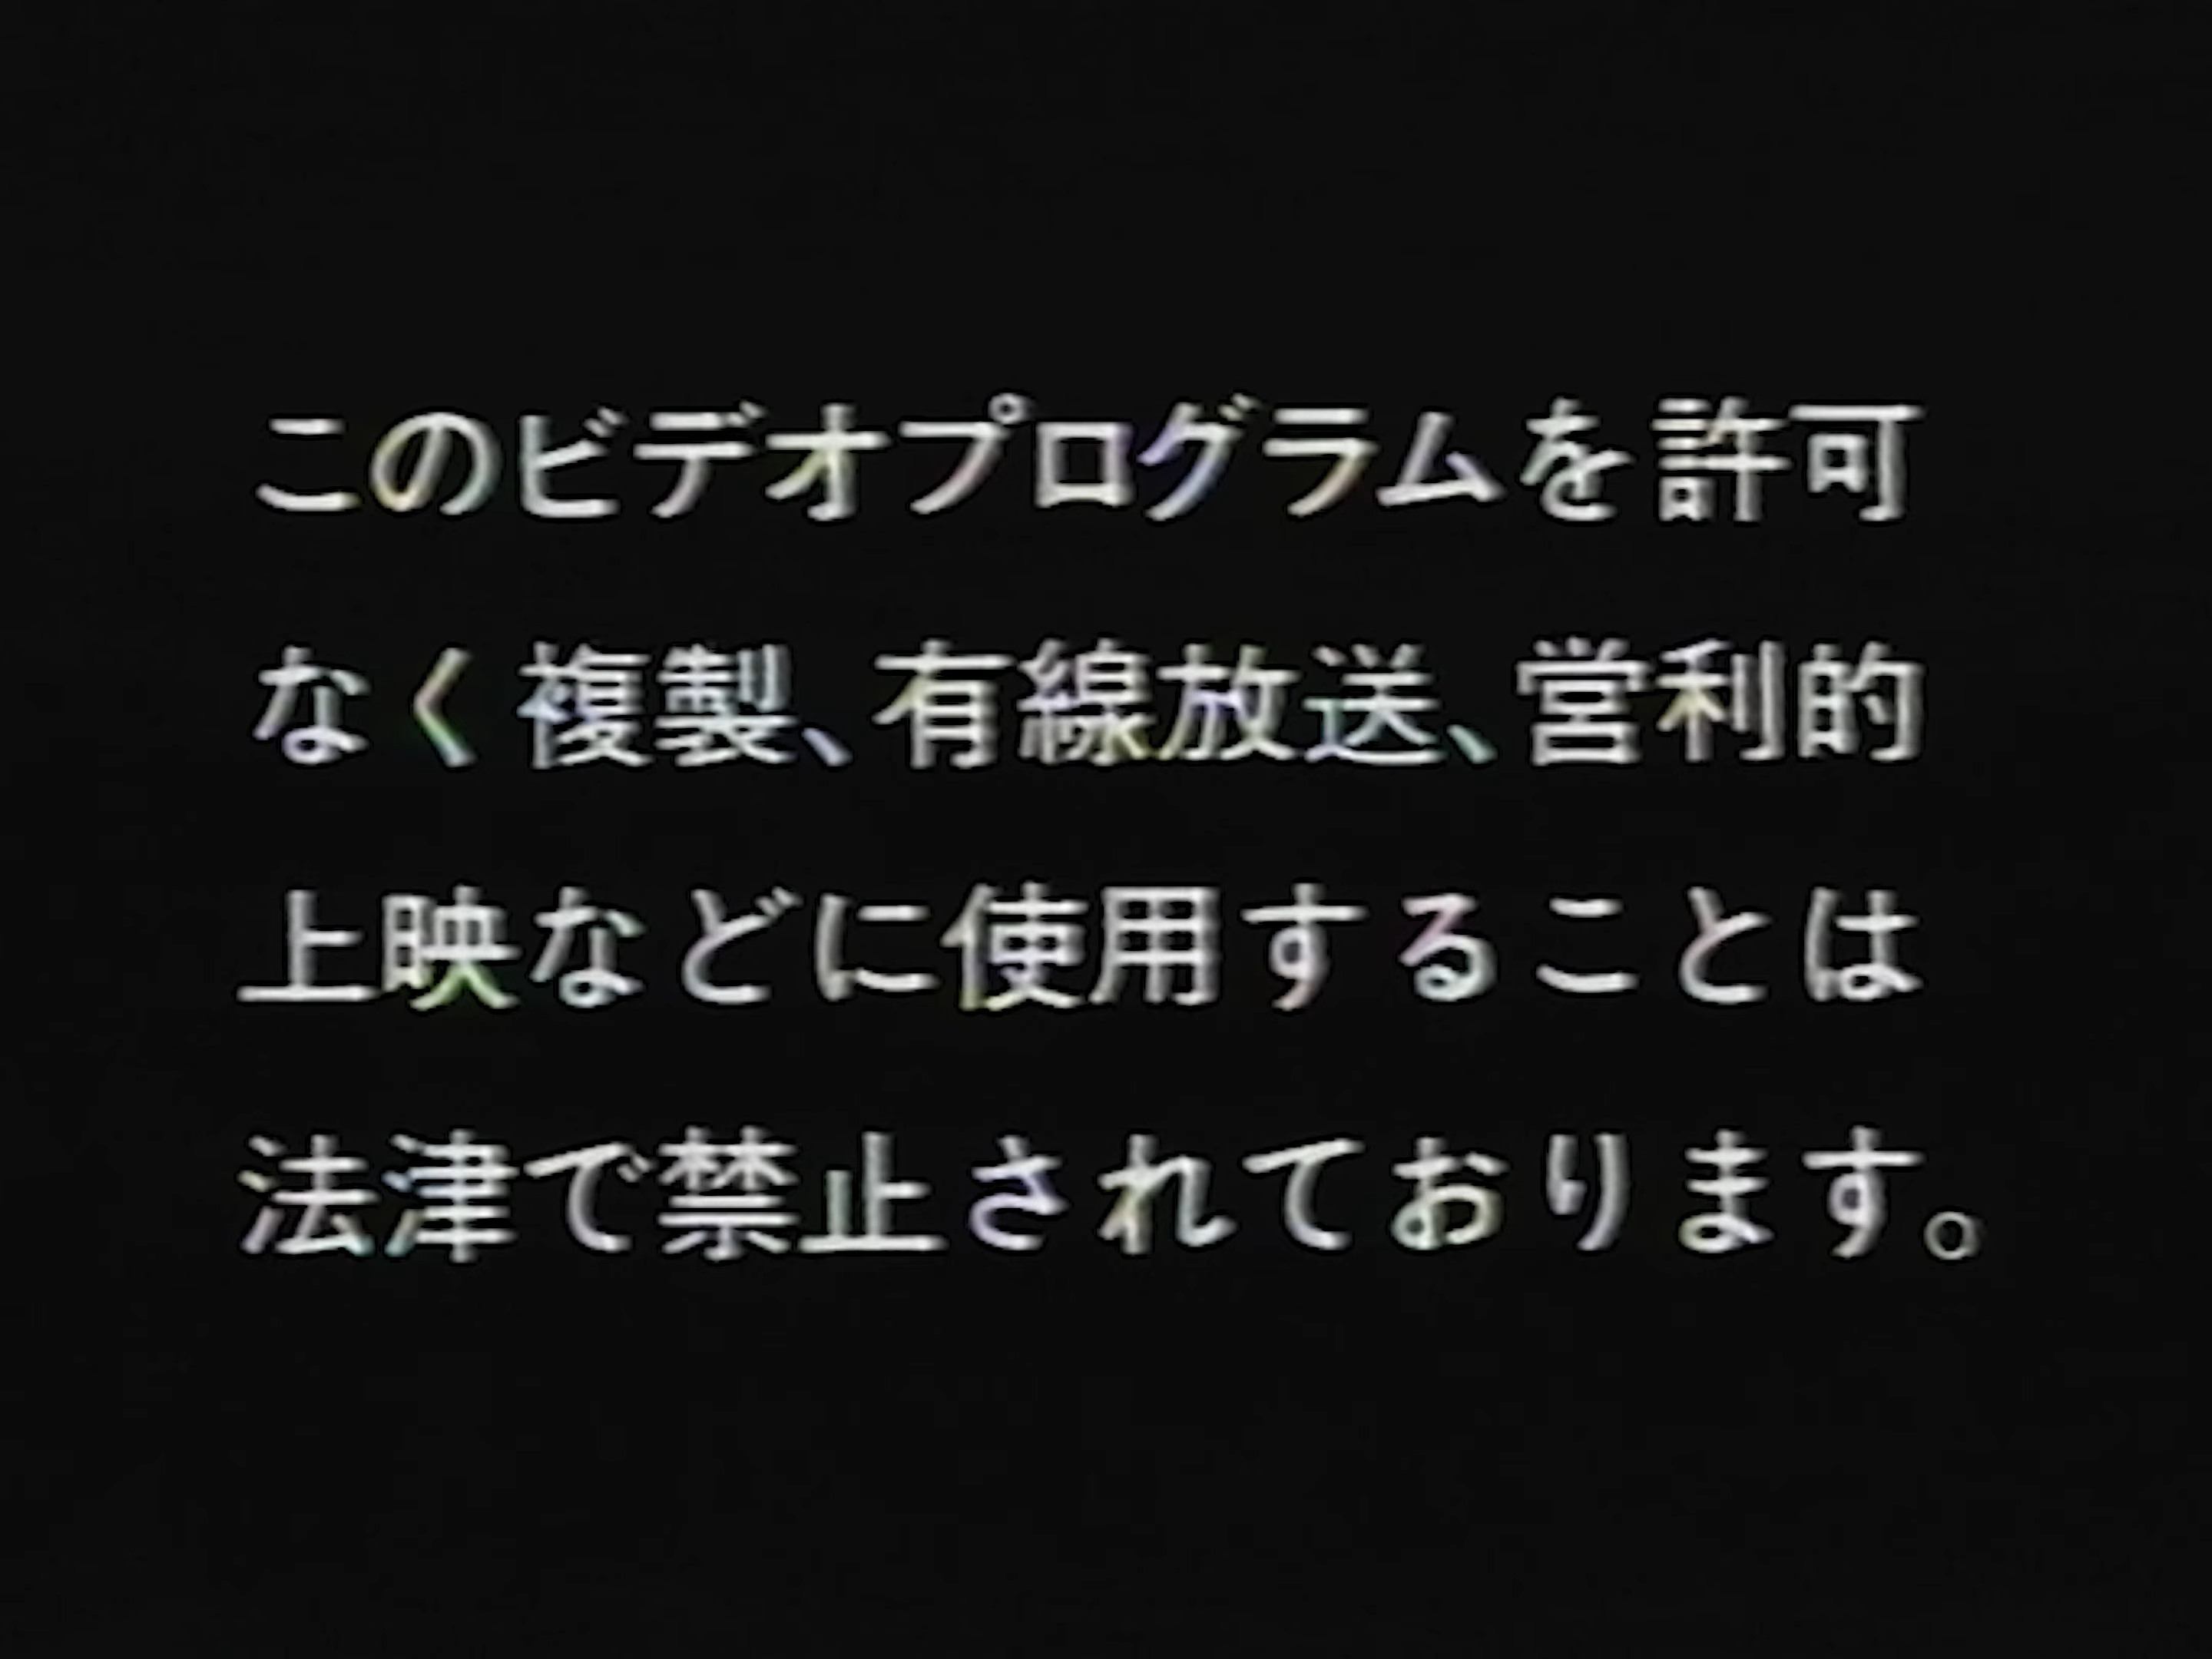 このビデオプログラムを許可
なく複製、有線放送、営利的
上映などに使用することは
法津で禁止されております。